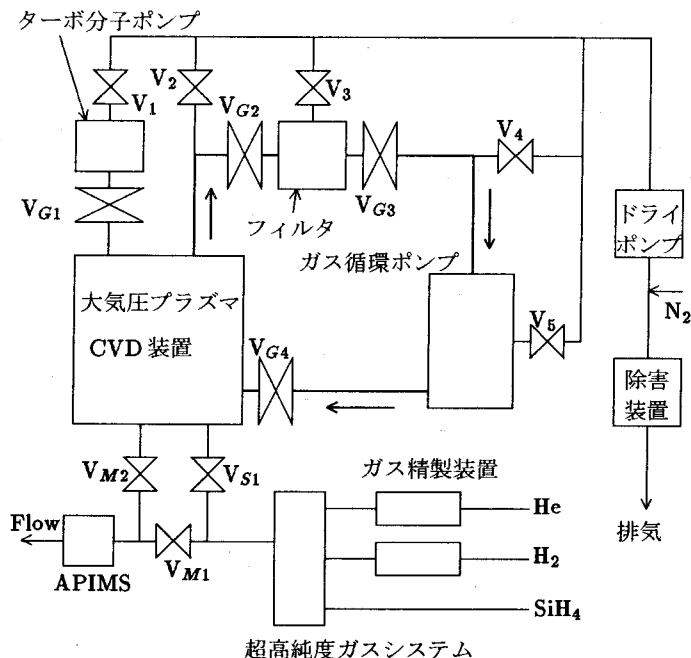 ターボ分子ポンプ
V1
V2
V3
VG2
V4
VG1
フィルタ
VG3
ガス循環ポンプ
ドライ
ポンプ
N2
大気圧プラズマ
CVD 装置
VG4
V5
除害
装置
VM2
VS1
ガス精製装置
Flow
He
排気
VM1
H2
APIMS
SiH4
超高純度ガスシステム